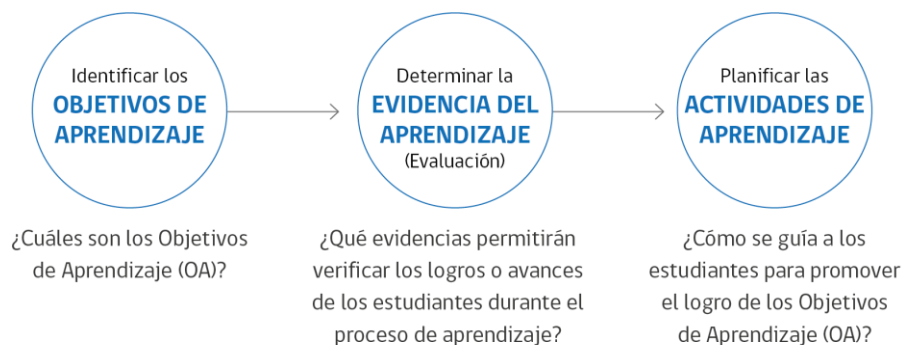 Identificar los
OBJETIVOS DE
APRENDIZAJE
Determinar la
EVIDENCIA DEL
APRENDIZAJE
(Evaluación)
Planificar las
ACTIVIDADES DE
APRENDIZAJE
¿Cuáles son los Objetivos
de Aprendizaje (OA)?
¿Qué evidencias permitirán
verificar los logros o avances
de los estudiantes durante el
proceso de aprendizaje?
¿Cómo se guía a los
estudiantes para promover
el logro de los Objetivos
de Aprendizaje (OA)?